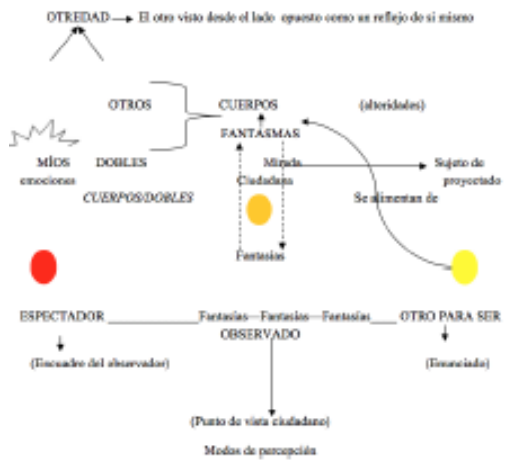 OTREDAD El otro visto desde el lado opuesto como un reflejo de si mismo
OTROS CUERPOS (alteridades)
FANTASMAS
MÍOS DOBLES Mirada Sujeto de
emociones Ciudadana proyectado
CUERPOS/DOBLES Se alimentan de
Fantasías
ESPECTADOR Fantasías—Fantasías—Fantasías OTRO PARA SER
OBSERVADO
(Encuadre del observador) (Enunciado)
(Punto de vista ciudadano)
Modos de percepción